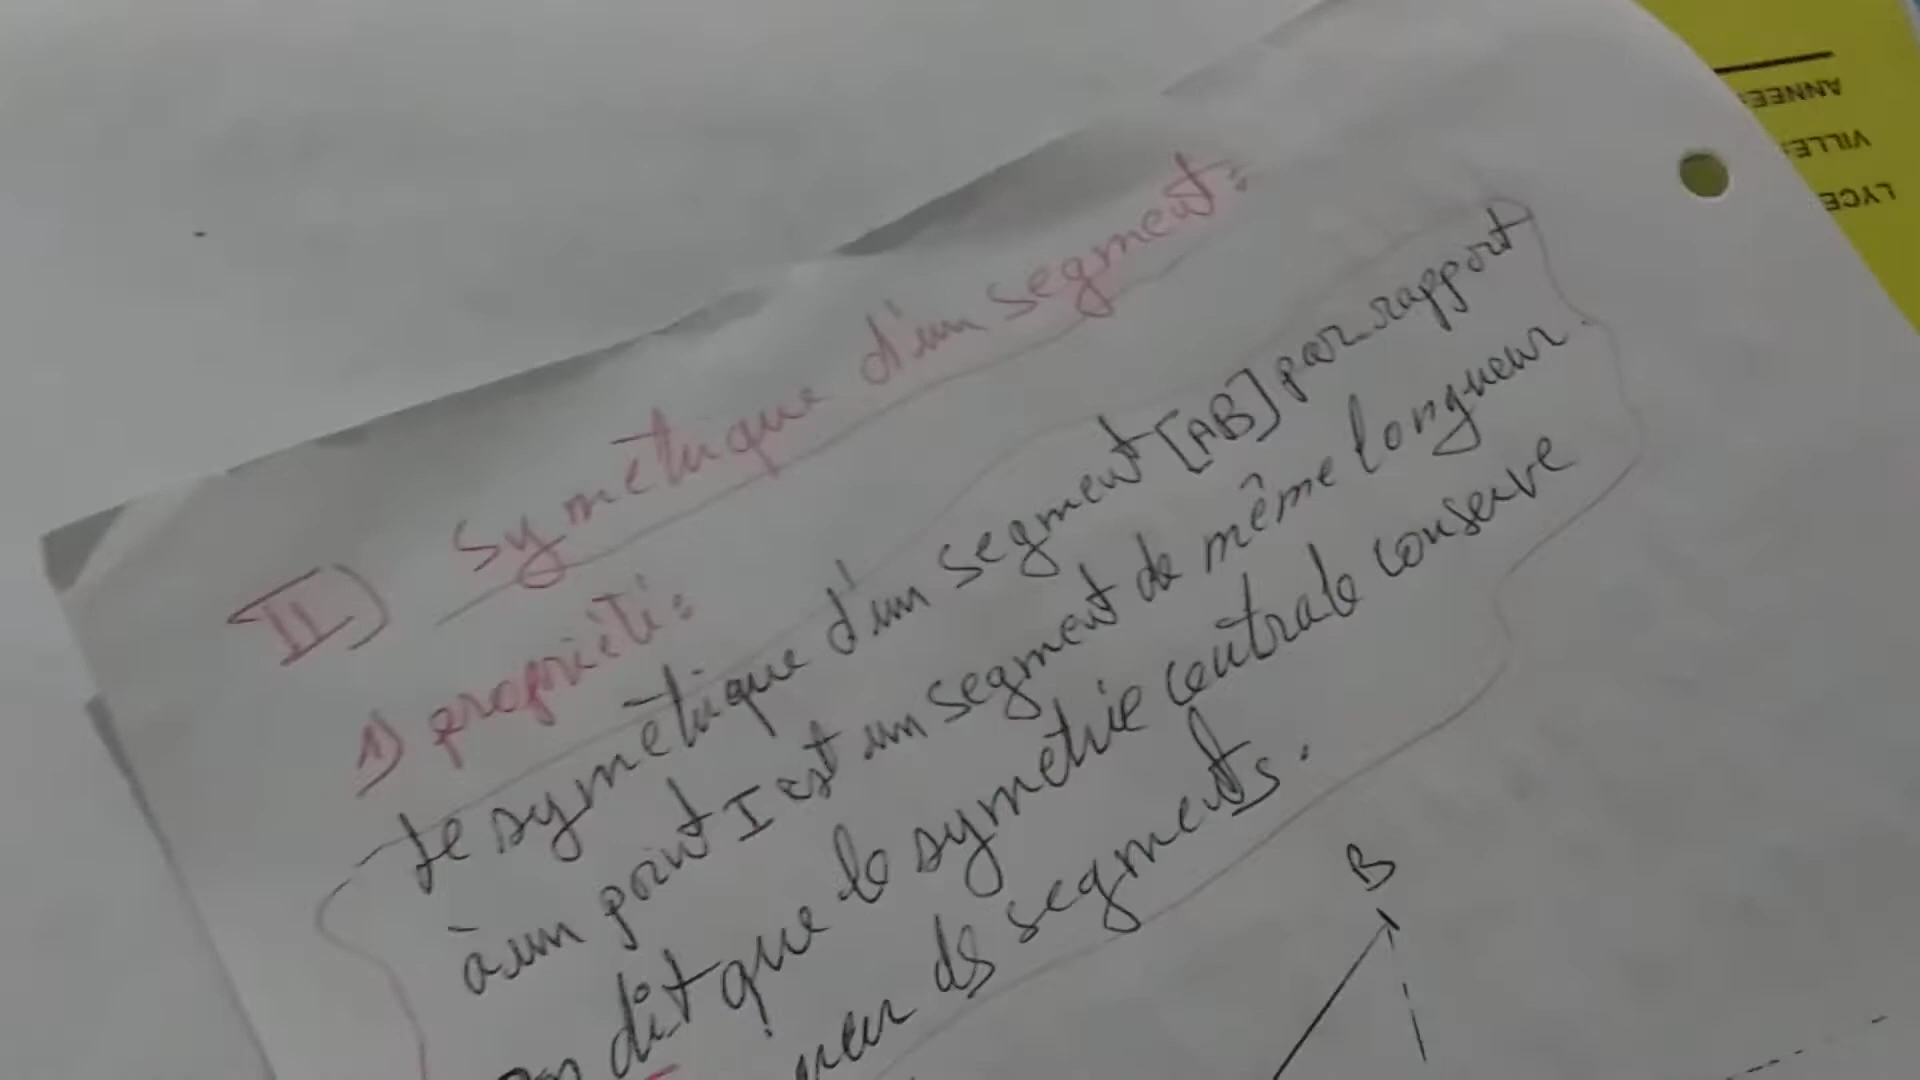 II) Symétrique d'un segment:
1) propriété:
Le symétrique d'un segment [AB] par rapport
à un point I est un segment de même longueur.
On dit que la symétrie centrale conserve
des segments.
B
ANNEE
VILLE
LYCE